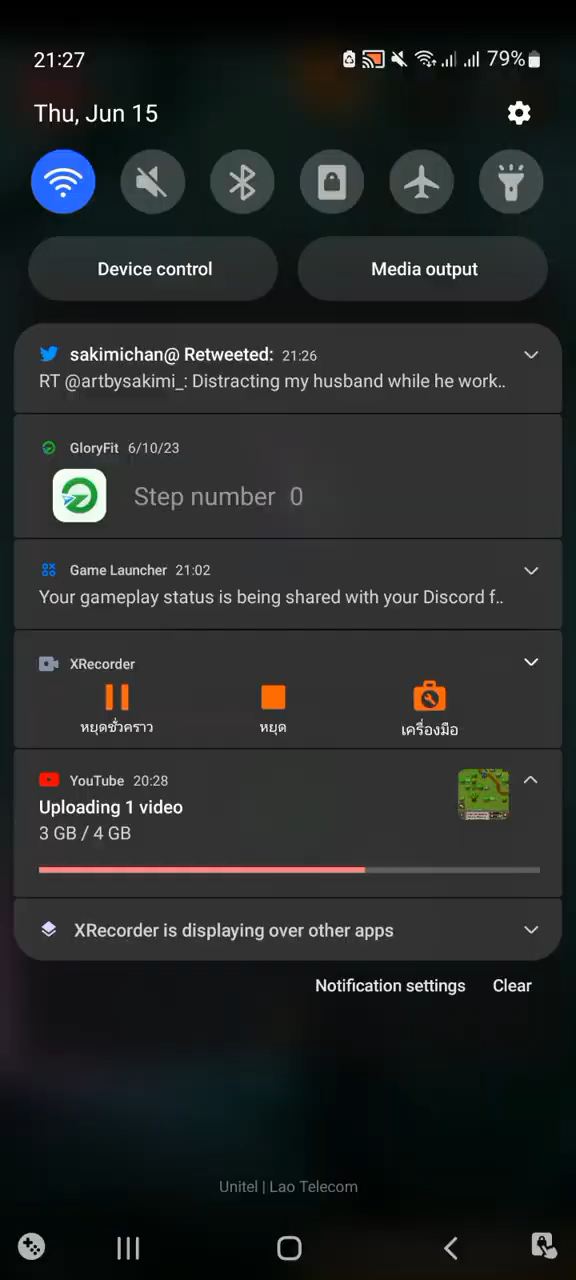 21:27
79%
Thu, Jun 15
Device control
Media output
sakimichan@ Retweeted: 21:26
RT @artbysakimi_: Distracting my husband while he work..
GloryFit 6/10/23
Step number 0
Game Launcher 21:02
Your gameplay status is being shared with your Discord f..
XRecorder
หยุดชั่วคราว
หยุด
เครื่องมือ
YouTube 20:28
Uploading 1 video
3 GB / 4 GB
XRecorder is displaying over other apps
Notification settings
Clear
Unitel | Lao Telecom